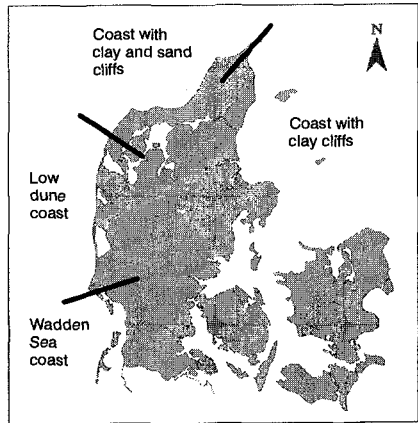 Coast with
clay and sand
cliffs
N
Coast with
clay cliffs
Low
dune
coast
Wadden
Sea
coast